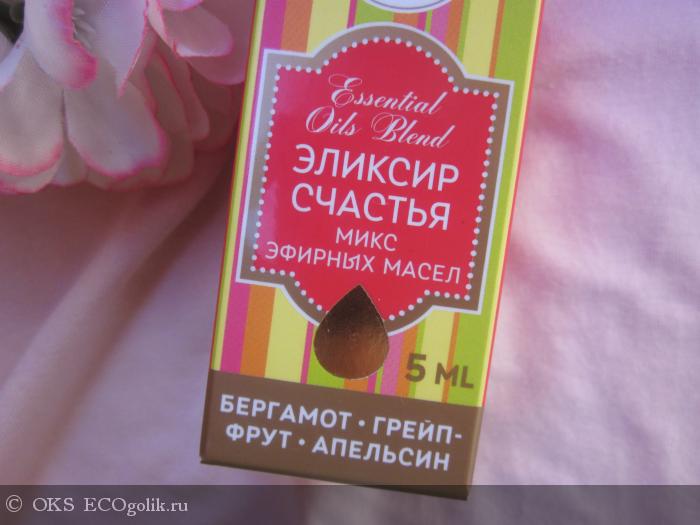 Essential
Oils Blend
ЭЛИКСИР
СЧАСТЬЯ
МИКС
ЭФИРНЫХ МАСЕЛ
5 ML
БЕРГАМОТ • ГРЕЙП-
ФРУТ • АПЕЛЬСИН
© OKS ECOgolik.ru